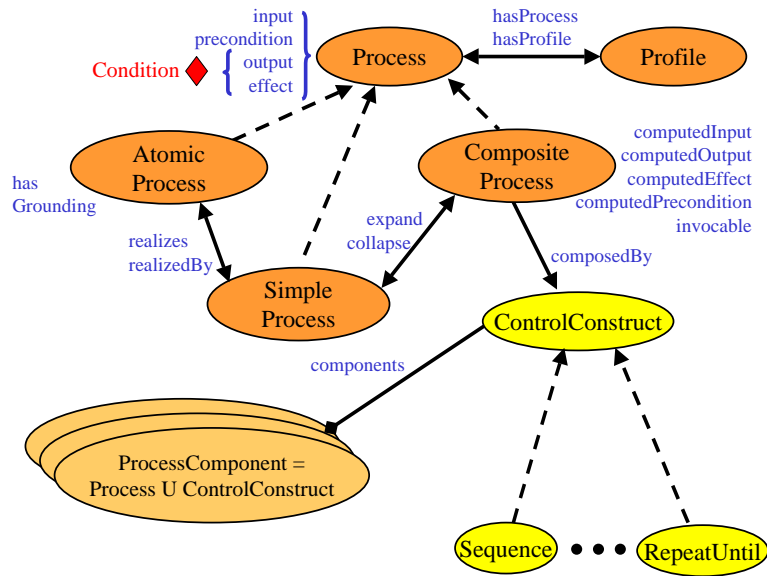 input
precondition
output
effect
Condition
Process
hasProcess
hasProfile
Profile
Atomic
Process
has
Grounding
Composite
Process
computedInput
computedOutput
computedEffect
computedPrecondition
invocable
realizes
realizedBy
expand
collapse
composedBy
Simple
Process
ControlConstruct
components
ProcessComponent =
Process U ControlConstruct
Sequence
RepeatUntil